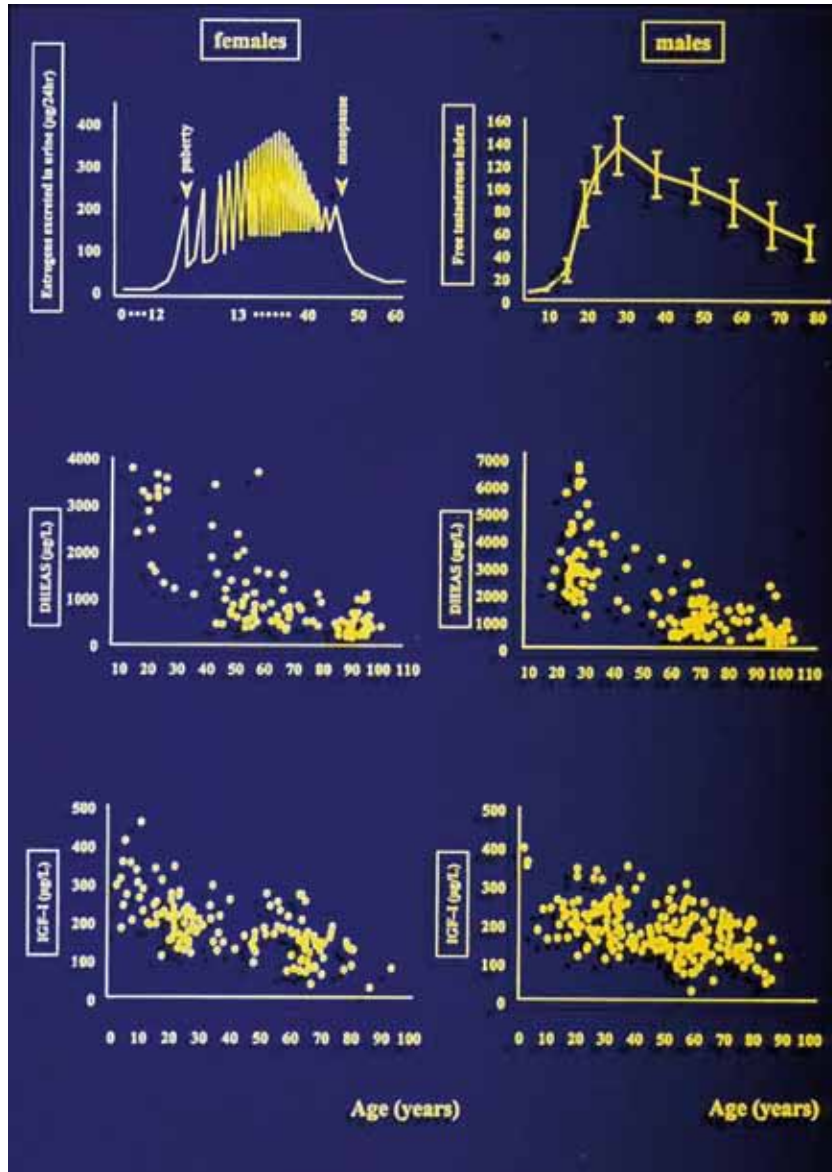 females
males
Estrogens excreted in urine (µg/24hr)
400
300
200
100
0
puberty
menopause
0•••12 13 •••••• 40 50 60
Free testosterone index
160
140
120
100
80
60
40
20
0
10 20 30 40 50 60 70 80
DHEAS (µg/L)
4000
3000
2000
1000
0
10 20 30 40 50 60 70 80 90 100 110
DHEAS (µg/L)
7000
6000
5000
4000
3000
2000
1000
0
10 20 30 40 50 60 70 80 90 100 110
IGF-I (µg/L)
500
400
300
200
100
0
0 10 20 30 40 50 60 70 80 90 100
IGF-I (µg/L)
500
400
300
200
100
0
0 10 20 30 40 50 60 70 80 90 100
Age (years)
Age (years)